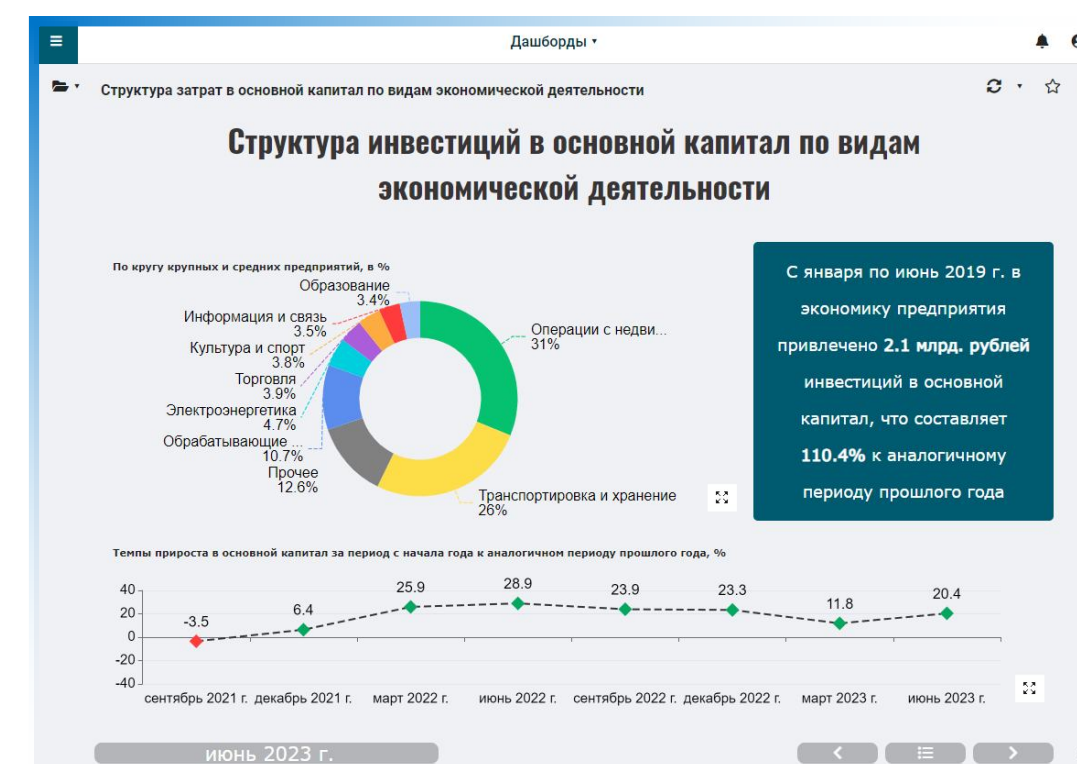 Дашборды
Структура затрат в основной капитал по видам экономической деятельности
Структура инвестиций в основной капитал по видам
экономической деятельности
По кругу крупных и средних предприятий, в %
Образование
3.4%
Информация и связь
3.5%
Культура и спорт
3.8%
Торговля
3.9%
Электроэнергетика
4.7%
Обрабатывающие ...
10.7%
Прочее
12.6%
Операции с недви...
31%
Транспортировка и хранение
26%
С января по июнь 2019 г. в
экономику предприятия
привлечено 2.1 млрд. рублей
инвестиций в основной
капитал, что составляет
110.4% к аналогичному
периоду прошлого года
Темпы прироста в основной капитал за период с начала года к аналогичном периоду прошлого года, %
40
20
0
-20
-40
-3.5
6.4
25.9
28.9
23.9
23.3
11.8
20.4
сентябрь 2021 г. декабрь 2021 г. март 2022 г. июнь 2022 г. сентябрь 2022 г. декабрь 2022 г. март 2023 г. июнь 2023 г.
июнь 2023 г.